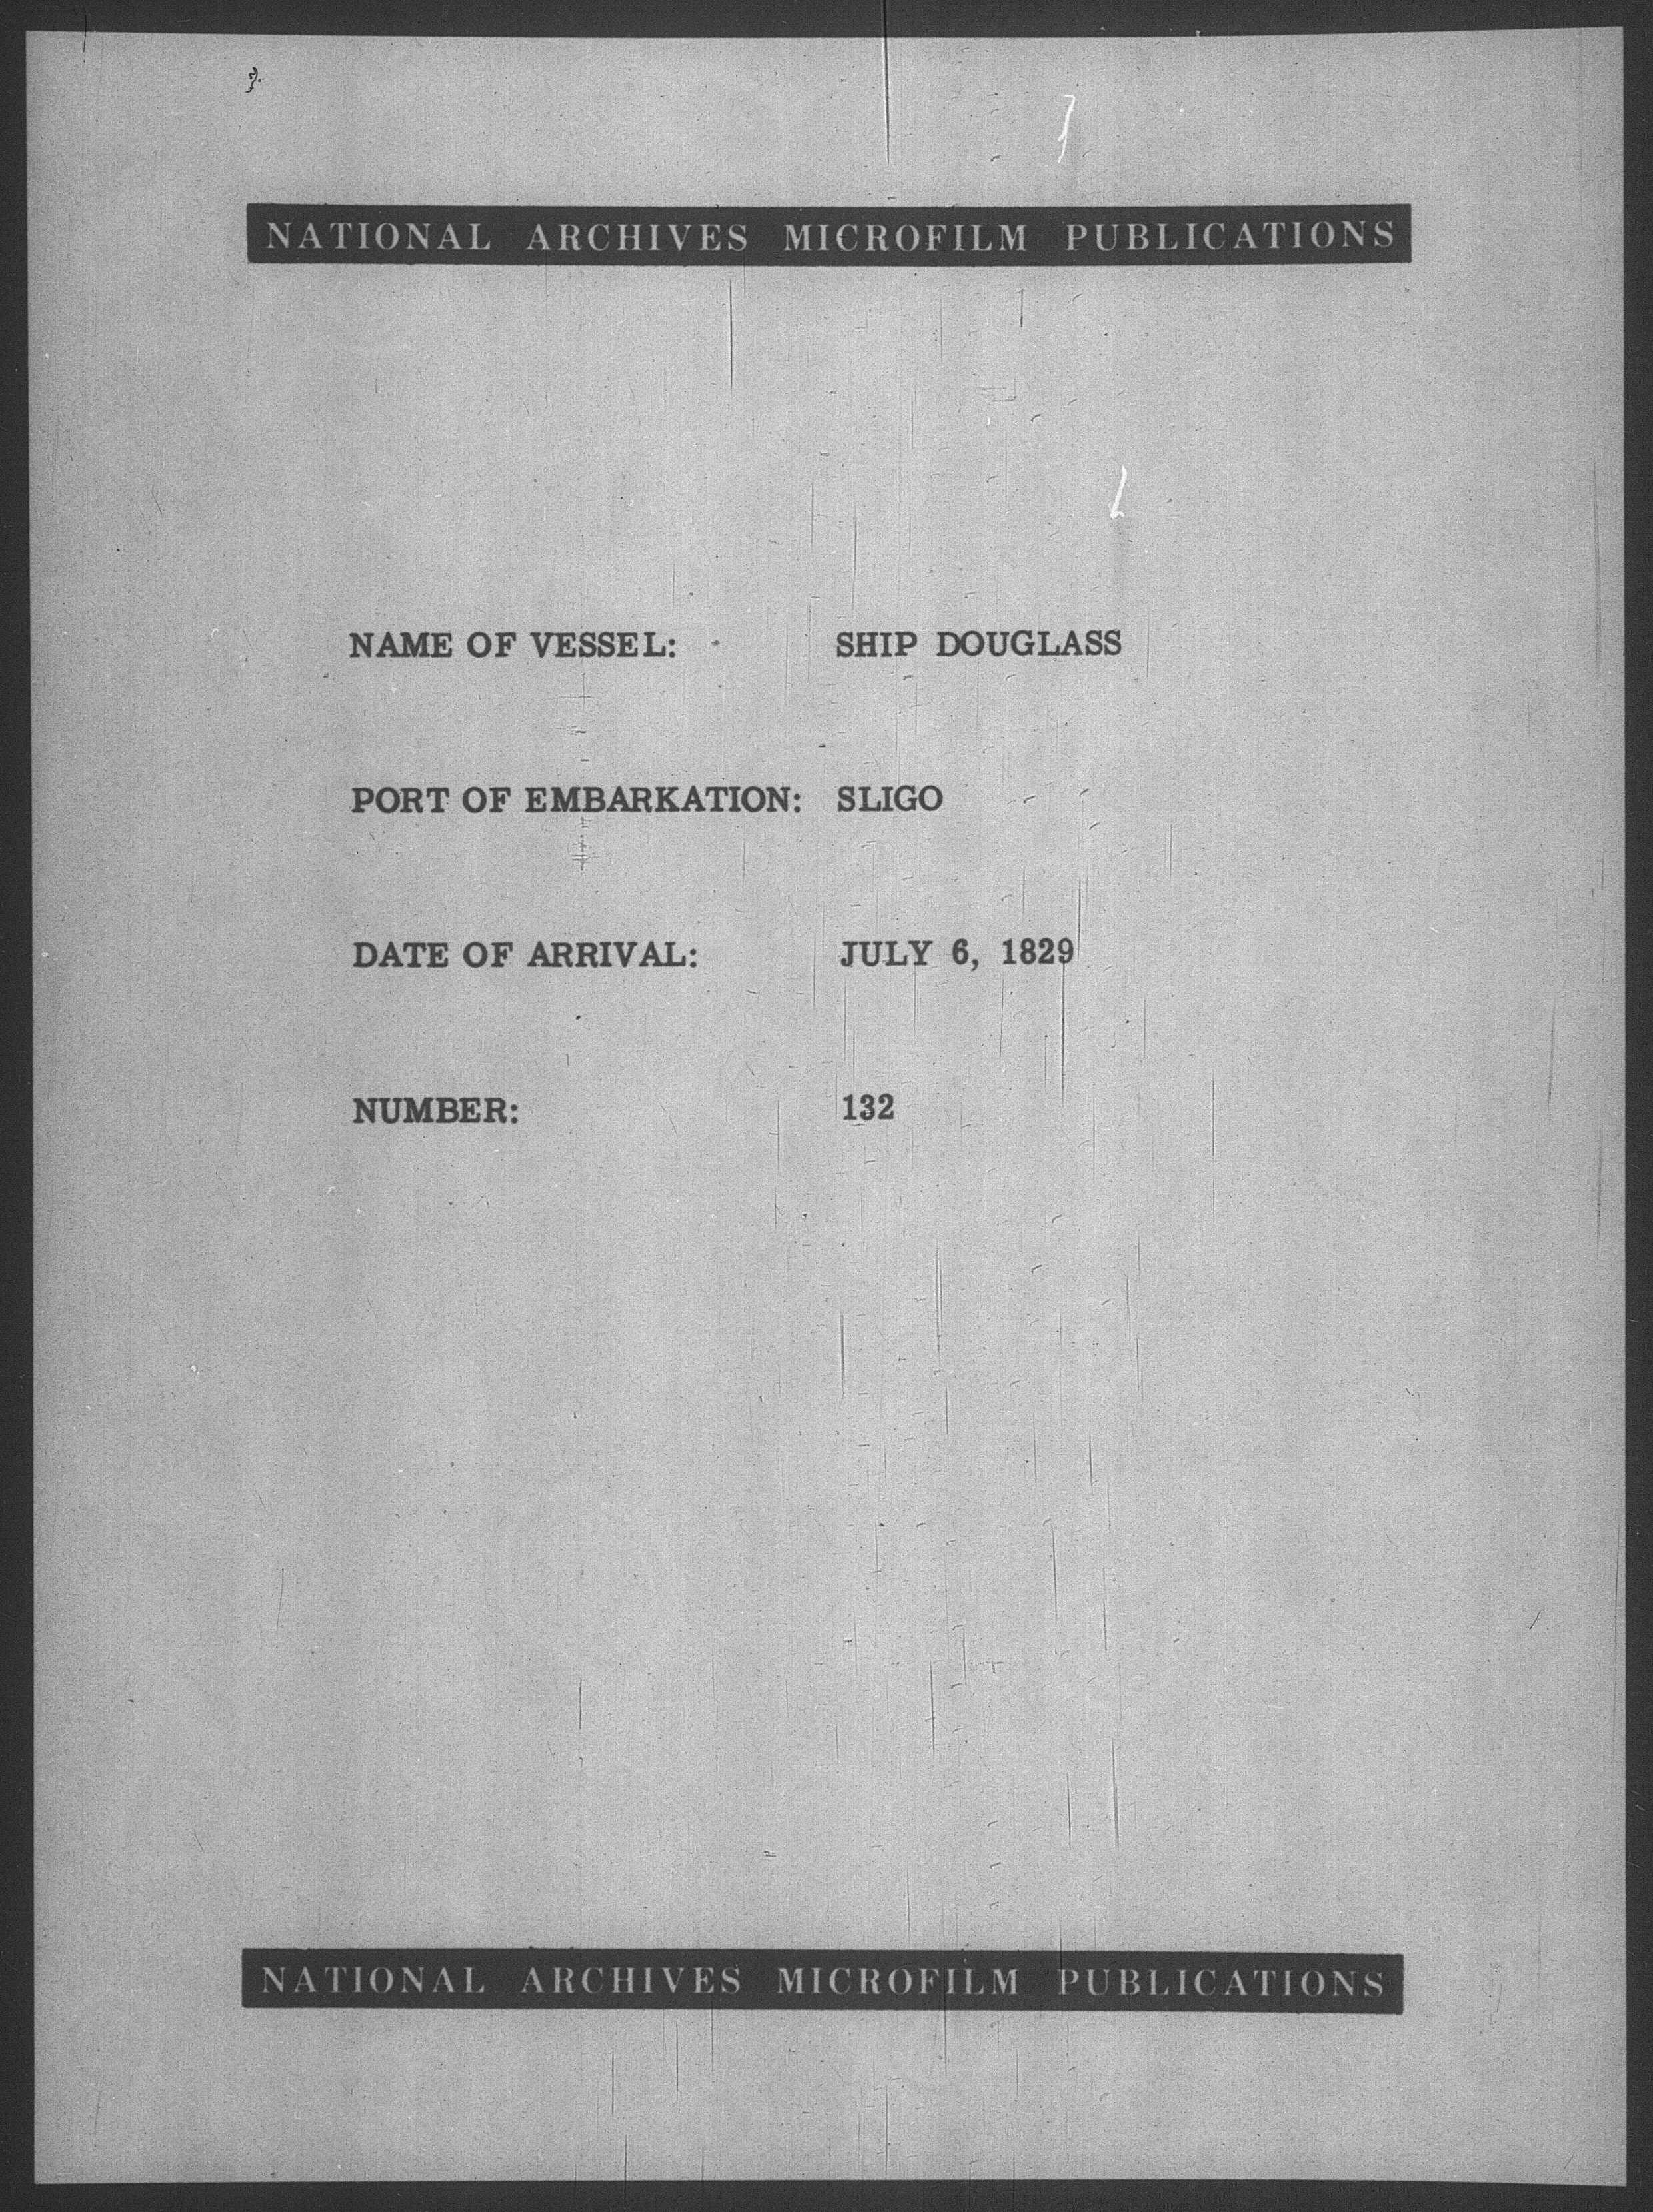 NATIONAL ARCHIVES MICROFILM PUBLICATIONS
NAME OF VESSEL: SHIP DOUGLASS
PORT OF EMBARKATION: SLIGO
DATE OF ARRIVAL: JULY 6, 1829
NUMBER: 132
NATIONAL ARCHIVES MICROFILM PUBLICATIONS